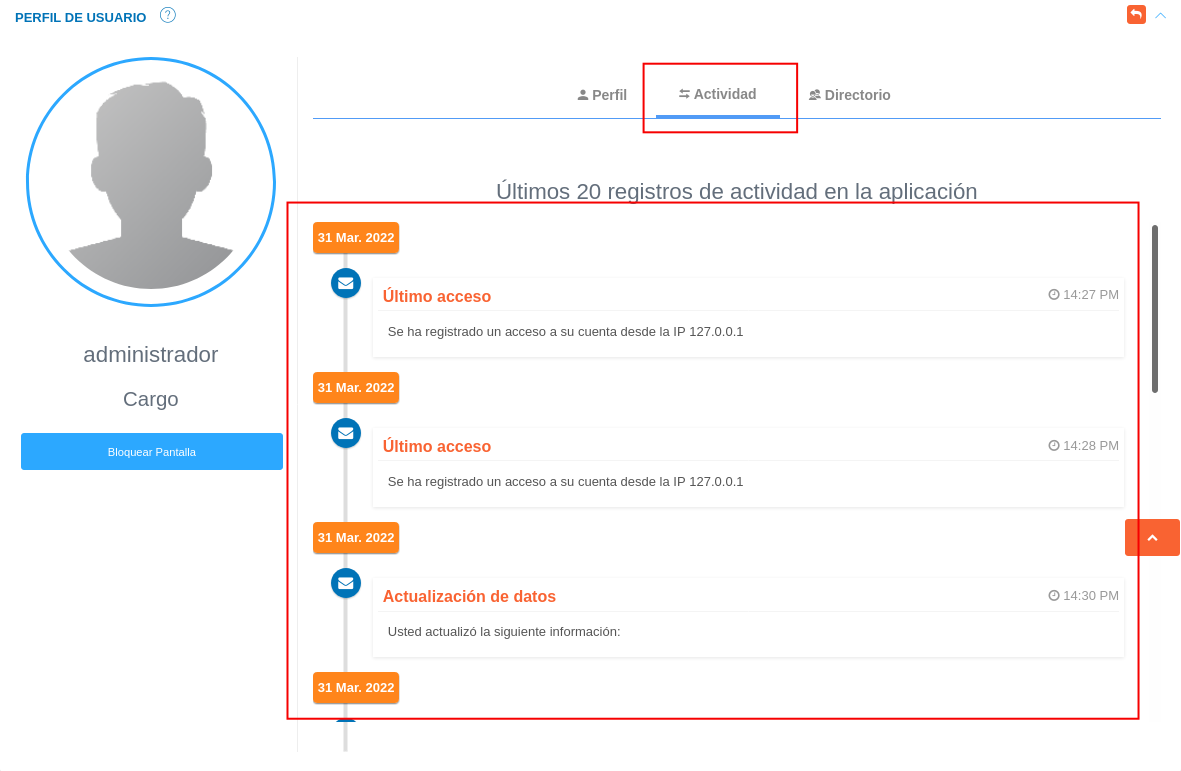 PERFIL DE USUARIO ?
Perfil Actividad Directorio
Últimos 20 registros de actividad en la aplicación
31 Mar. 2022
Último acceso 14:27 PM
Se ha registrado un acceso a su cuenta desde la IP 127.0.0.1
31 Mar. 2022
Último acceso 14:28 PM
Se ha registrado un acceso a su cuenta desde la IP 127.0.0.1
31 Mar. 2022
Actualización de datos 14:30 PM
Usted actualizó la siguiente información:
31 Mar. 2022
administrador
Cargo
Bloquear Pantalla